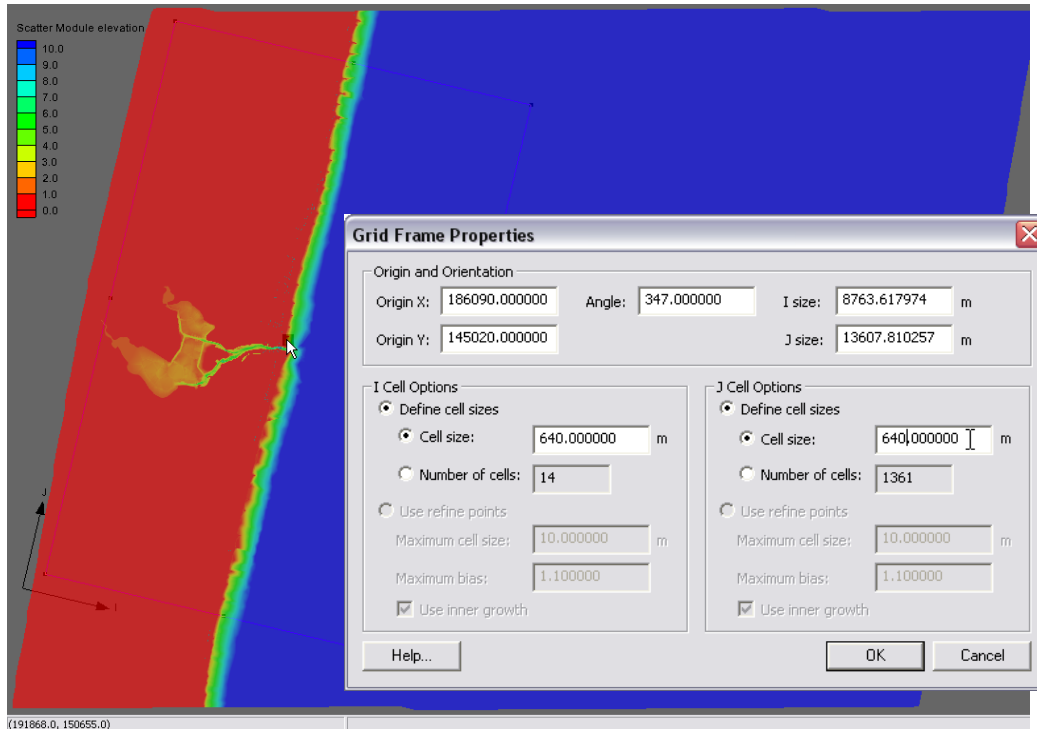 Scatter Module elevation
10.0
9.0
8.0
7.0
6.0
5.0
4.0
3.0
2.0
1.0
0.0
J
I
Grid Frame Properties
Origin and Orientation
Origin X: 186090.000000 Angle: 347.000000 I size: 8763.617974 m
Origin Y: 145020.000000 J size: 13607.810257 m
I Cell Options
Define cell sizes
Cell size: 640.000000 m
Number of cells: 14
Use refine points
Maximum cell size: 10.000000 m
Maximum bias: 1.100000
Use inner growth
J Cell Options
Define cell sizes
Cell size: 640.000000 m
Number of cells: 1361
Use refine points
Maximum cell size: 10.000000 m
Maximum bias: 1.100000
Use inner growth
Help... OK Cancel
(191868.0, 150655.0)